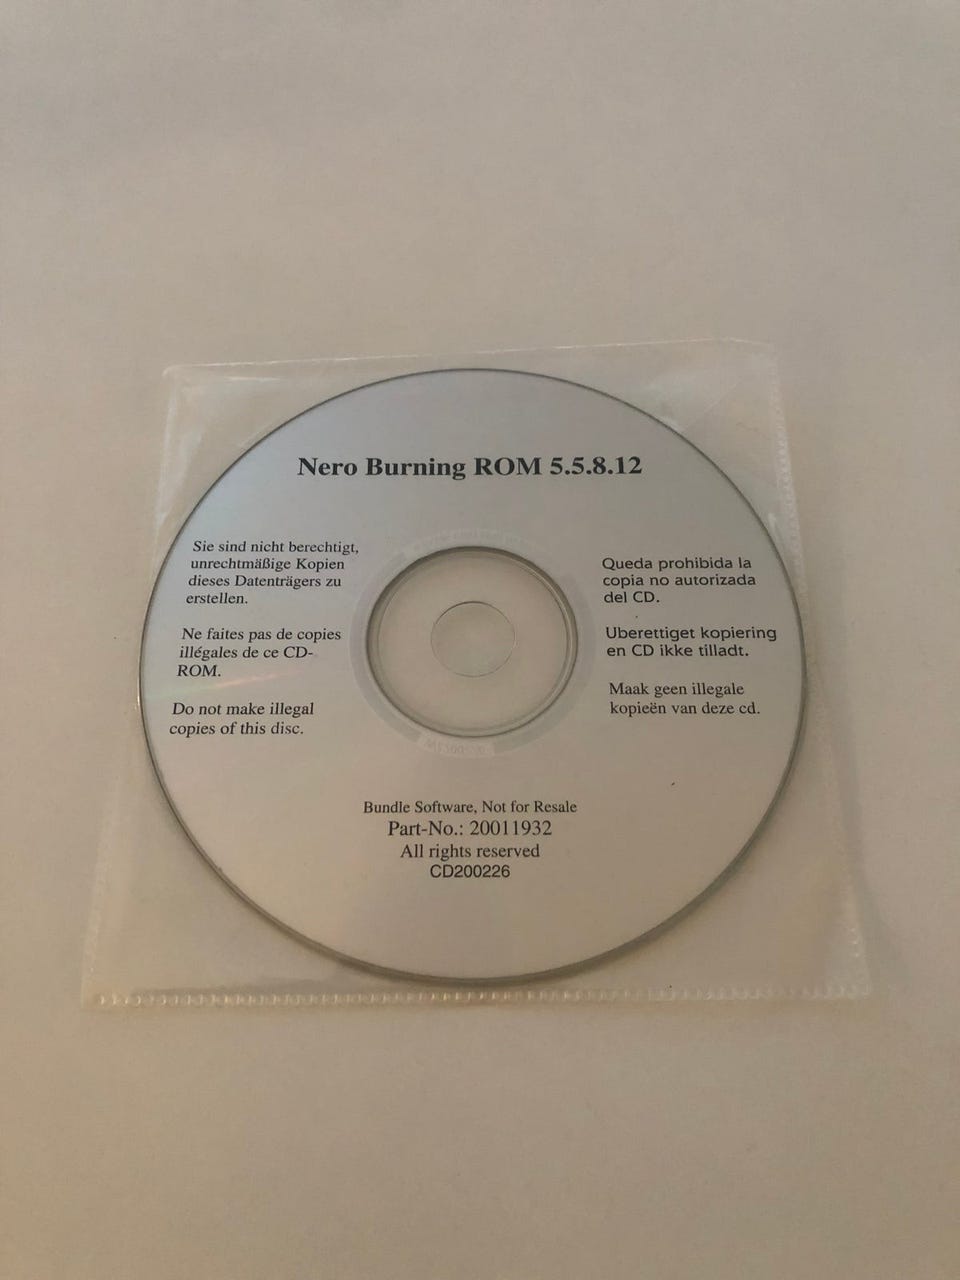 Nero Burning ROM 5.5.8.12
Sie sind nicht berechtigt,
unrechtmäßige Kopien
dieses Datenträgers zu
erstellen.
Ne faites pas de copies
illégales de ce CD-
ROM.
Do not make illegal
copies of this disc.
Queda prohibida la
copia no autorizada
del CD.
Uberettiget kopiering
en CD ikke tilladt.
Maak geen illegale
kopieën van deze cd.
Bundle Software, Not for Resale
Part-No.: 20011932
All rights reserved
CD200226